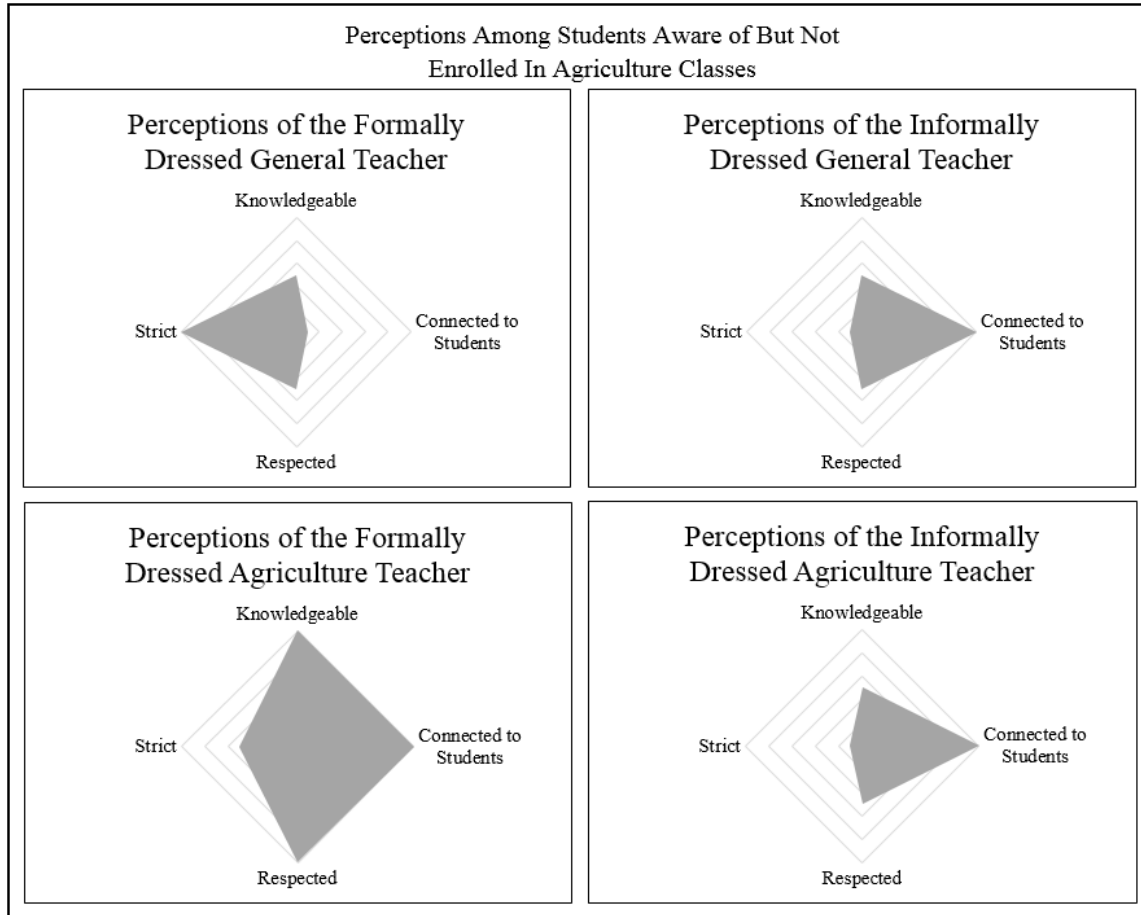 Perceptions Among Students Aware of But Not
Enrolled In Agriculture Classes
Perceptions of the Formally
Dressed General Teacher
Knowledgeable
Strict
Connected to
Students
Respected
Perceptions of the Informally
Dressed General Teacher
Knowledgeable
Strict
Connected to
Students
Respected
Perceptions of the Formally
Dressed Agriculture Teacher
Knowledgeable
Strict
Connected to
Students
Respected
Perceptions of the Informally
Dressed Agriculture Teacher
Knowledgeable
Strict
Connected to
Students
Respected